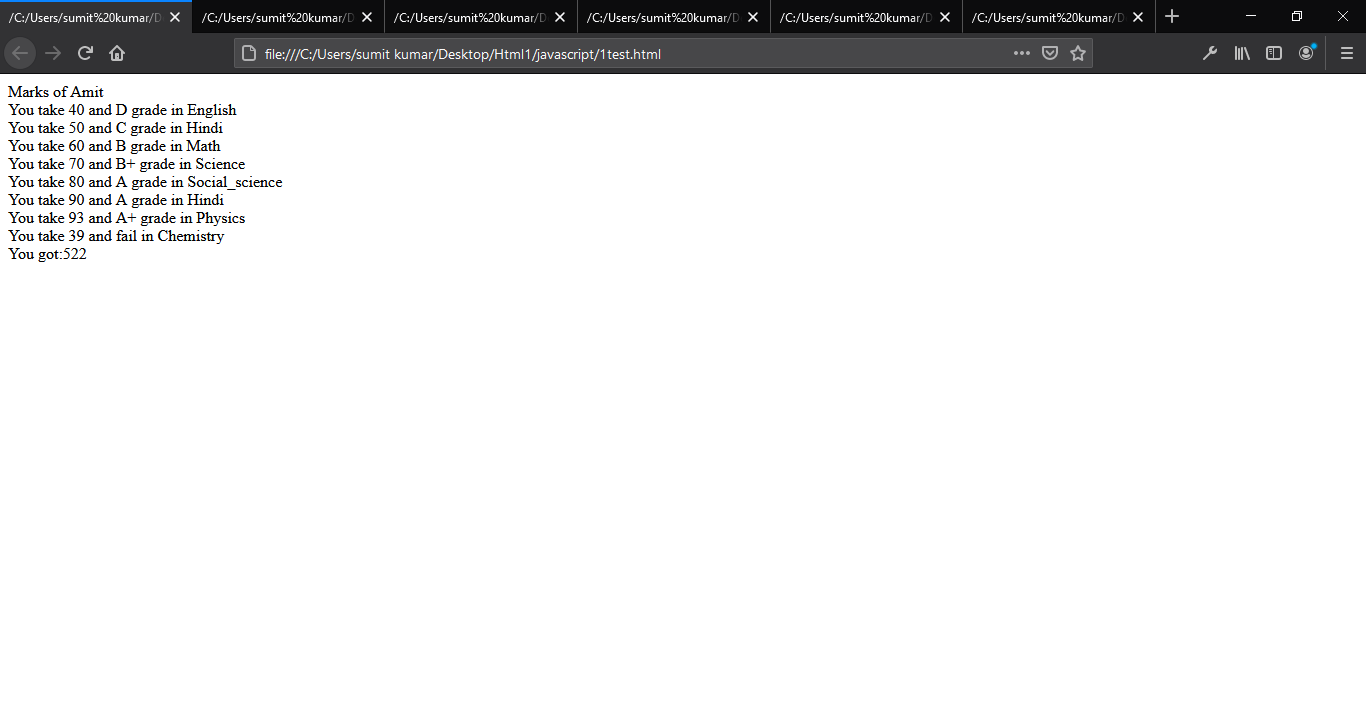 /C:/Users/sumit%20kumar/D
/C:/Users/sumit%20kumar/D
/C:/Users/sumit%20kumar/D
/C:/Users/sumit%20kumar/D
/C:/Users/sumit%20kumar/D
/C:/Users/sumit%20kumar/D
file:///C:/Users/sumit kumar/Desktop/Html1/javascript/1test.html
Marks of Amit
You take 40 and D grade in English
You take 50 and C grade in Hindi
You take 60 and B grade in Math
You take 70 and B+ grade in Science
You take 80 and A grade in Social_science
You take 90 and A grade in Hindi
You take 93 and A+ grade in Physics
You take 39 and fail in Chemistry
You got:522